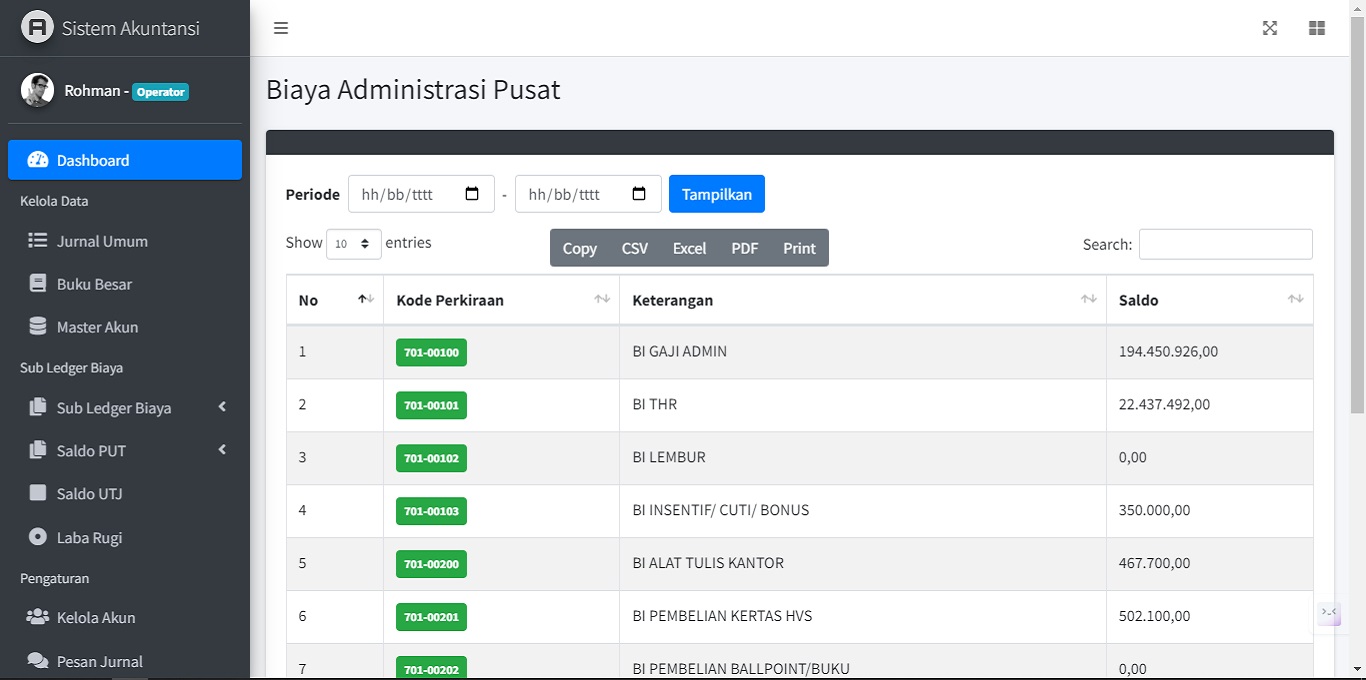 Sistem Akuntansi
Rohman - Operator
Dashboard
Kelola Data
Jurnal Umum
Buku Besar
Master Akun
Sub Ledger Biaya
Sub Ledger Biaya
Saldo PUT
Saldo UTJ
Laba Rugi
Pengaturan
Kelola Akun
Pesan Jurnal
Biaya Administrasi Pusat
Periode hh/bb/tttt - hh/bb/tttt Tampilkan
Show 10 entries Copy CSV Excel PDF Print Search:
No Kode Perkiraan Keterangan Saldo
1 701-00100 BI GAJI ADMIN 194.450.926,00
2 701-00101 BI THR 22.437.492,00
3 701-00102 BI LEMBUR 0,00
4 701-00103 BI INSENTIF/ CUTI/ BONUS 350.000,00
5 701-00200 BI ALAT TULIS KANTOR 467.700,00
6 701-00201 BI PEMBELIAN KERTAS HVS 502.100,00
7 701-00202 BI PEMBELIAN BALLPOINT/BUKU 0,00